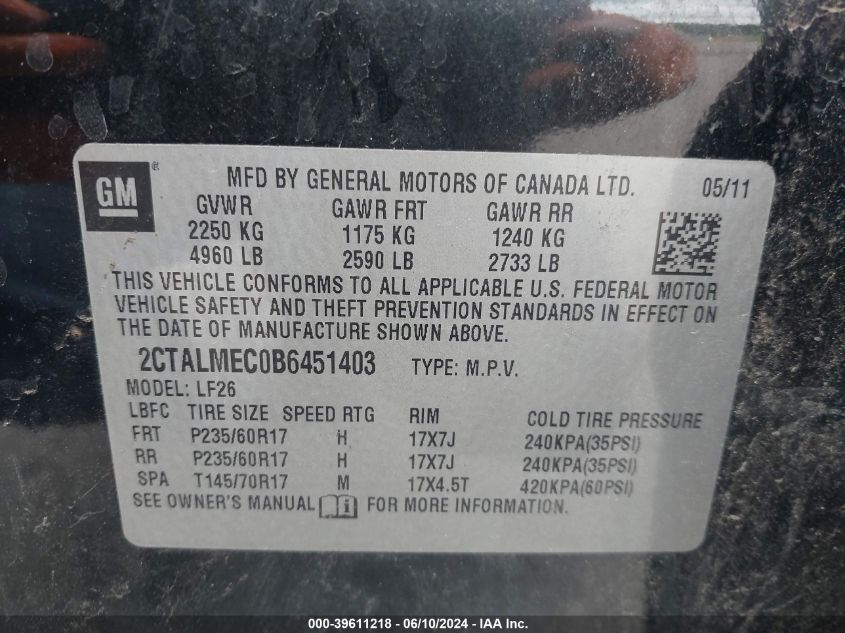 GM ®
MFD BY GENERAL MOTORS OF CANADA LTD. 05/11
GVWR GAWR FRT GAWR RR
2250 KG 1175 KG 1240 KG
4960 LB 2590 LB 2733 LB
THIS VEHICLE CONFORMS TO ALL APPLICABLE U.S. FEDERAL MOTOR
VEHICLE SAFETY AND THEFT PREVENTION STANDARDS IN EFFECT ON
THE DATE OF MANUFACTURE SHOWN ABOVE.
2CTALMEC0B6451403 TYPE: M.P.V.
MODEL: LF26
LBFC TIRE SIZE SPEED RTG RIM COLD TIRE PRESSURE
FRT P235/60R17 H 17X7J 240KPA(35PSI)
RR P235/60R17 H 17X7J 240KPA(35PSI)
SPA T145/70R17 M 17X4.5T 420KPA(60PSI)
SEE OWNER'S MANUAL i FOR MORE INFORMATION.
000-39611218 - 06/10/2024 - IAA, Inc.